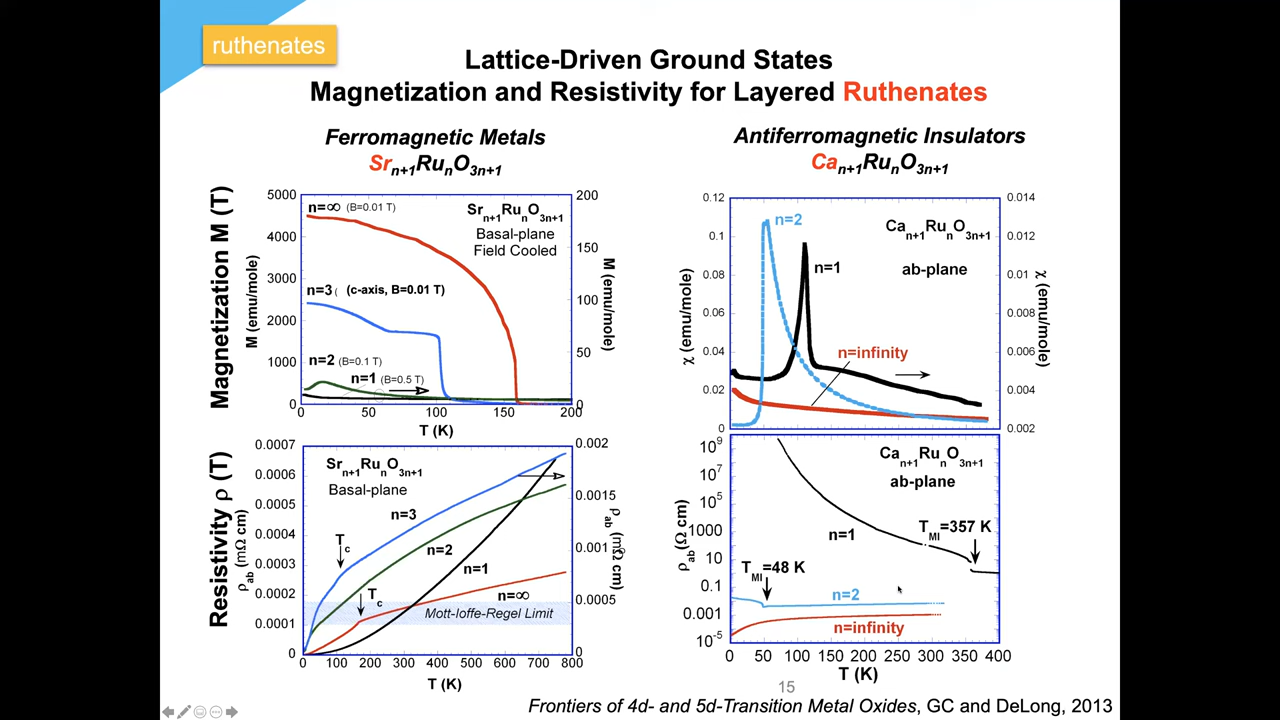 ruthenates
Lattice-Driven Ground States
Magnetization and Resistivity for Layered Ruthenates
Ferromagnetic Metals
Srn+1RunO3n+1
Antiferromagnetic Insulators
Can+1RunO3n+1
Magnetization M (T)
M (emu/mole)
5000
4000
3000
2000
1000
0
200
150
100
50
0
M (emu/mole)
n=∞ (B=0.01 T)
Srn+1RunO3n+1
Basal-plane
Field Cooled
n=3 ( (c-axis, B=0.01 T)
n=2 (B=0.1 T)
n=1 (B=0.5 T)
0 50 100 150 200
T (K)
χ (emu/mole)
0.12
0.1
0.08
0.06
0.04
0.02
0
0.014
0.012
0.010
0.008
0.006
0.004
0.002
χ (emu/mole)
n=2
Can+1RunO3n+1
ab-plane
n=1
n=infinity
Resistivity ρ (T)
ρab (mΩ cm)
0.0007
0.0006
0.0005
0.0004
0.0003
0.0002
0.0001
0
0.002
0.0015
0.001
0.0005
0
ρab (mΩ cm)
Srn+1RunO3n+1
Basal-plane
n=3
Tc
n=2
n=1
Tc
n=∞
Mott-Ioffe-Regel Limit
0 100 200 300 400 500 600 700 800
T (K)
ρab(Ω cm)
10^9
10^7
10^5
1000
10
0.1
0.001
10^-5
Can+1RunO3n+1
ab-plane
n=1
TMI=357 K
TMI=48 K
n=2
n=infinity
0 50 100 150 200 250 300 350 400
T (K)
15
Frontiers of 4d- and 5d-Transition Metal Oxides, GC and DeLong, 2013